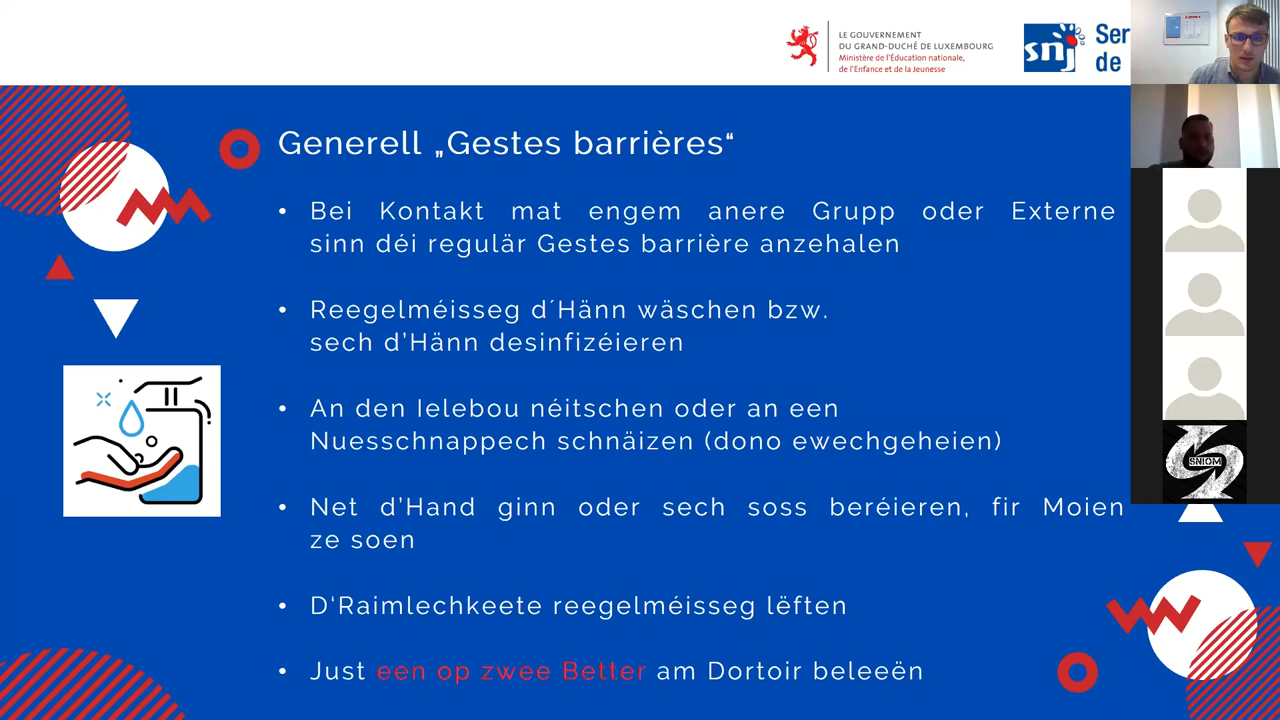 LE GOUVERNEMENT
DU GRAND-DUCHÉ DE LUXEMBOURG
Ministère de l'Éducation nationale,
de l'Enfance et de la Jeunesse
snj
Ser
de
Generell „Gestes barrières“
• Bei Kontakt mat engem anere Grupp oder Externe
sinn déi regulär Gestes barrière anzehalen
• Reegelméisseg d´Hänn wäschen bzw.
sech d’Hänn desinfizéieren
• An den Ielebou néitschen oder an een
Nuesschnappech schnäizen (dono ewechgeheien)
• Net d’Hand ginn oder sech soss beréieren, fir Moien
ze soen
• D‘Raimlechkeete reegelméisseg lëften
• Just een op zwee Better am Dortoir beleeën
SNIOM